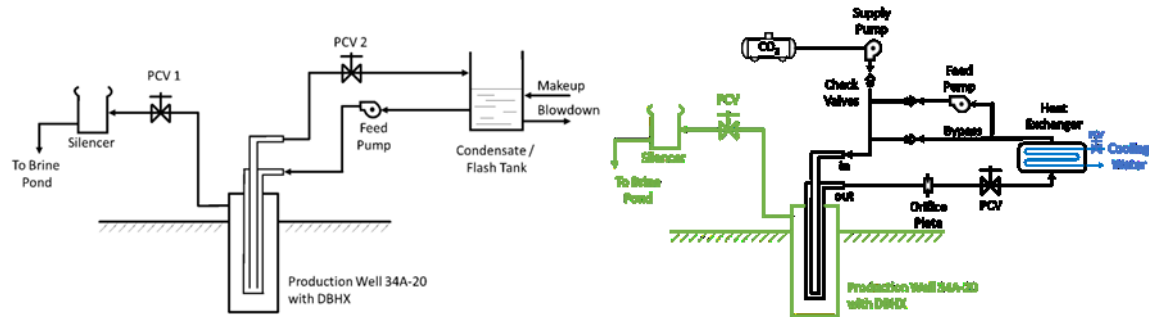 PCV 2
PCV 1
Makeup
Blowdown
Silencer
Feed
Pump
Condensate /
Flash Tank
To Brine
Pond
Production Well 34A-20
with DBHX
Supply
Pump
CO₂
Check
Valves
Feed
Pump
PCV
Heat
Exchanger
Bypass
PCV
Cooling
Water
Silencer
in
To Brine
Pond
out
Orifice
Plate
PCV
Production Well 34A-20
with DBHX